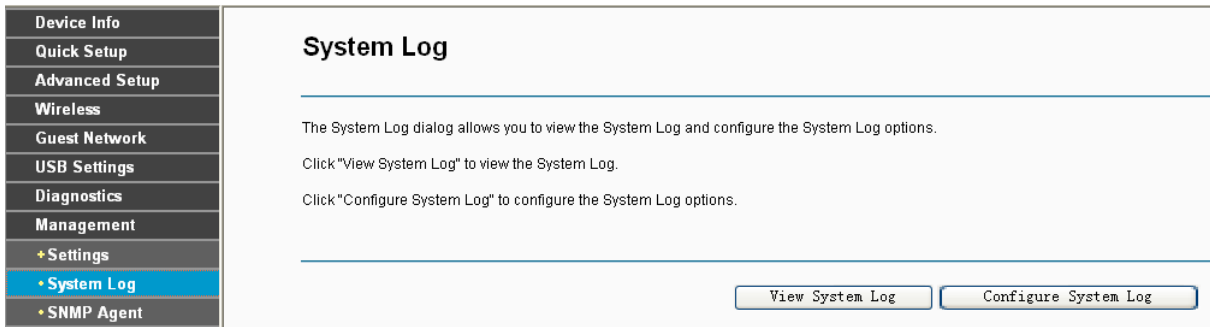 Device Info
Quick Setup
Advanced Setup
Wireless
Guest Network
USB Settings
Diagnostics
Management
+Settings
•System Log
•SNMP Agent
System Log
The System Log dialog allows you to view the System Log and configure the System Log options.
Click "View System Log" to view the System Log.
Click "Configure System Log" to configure the System Log options.
View System Log Configure System Log